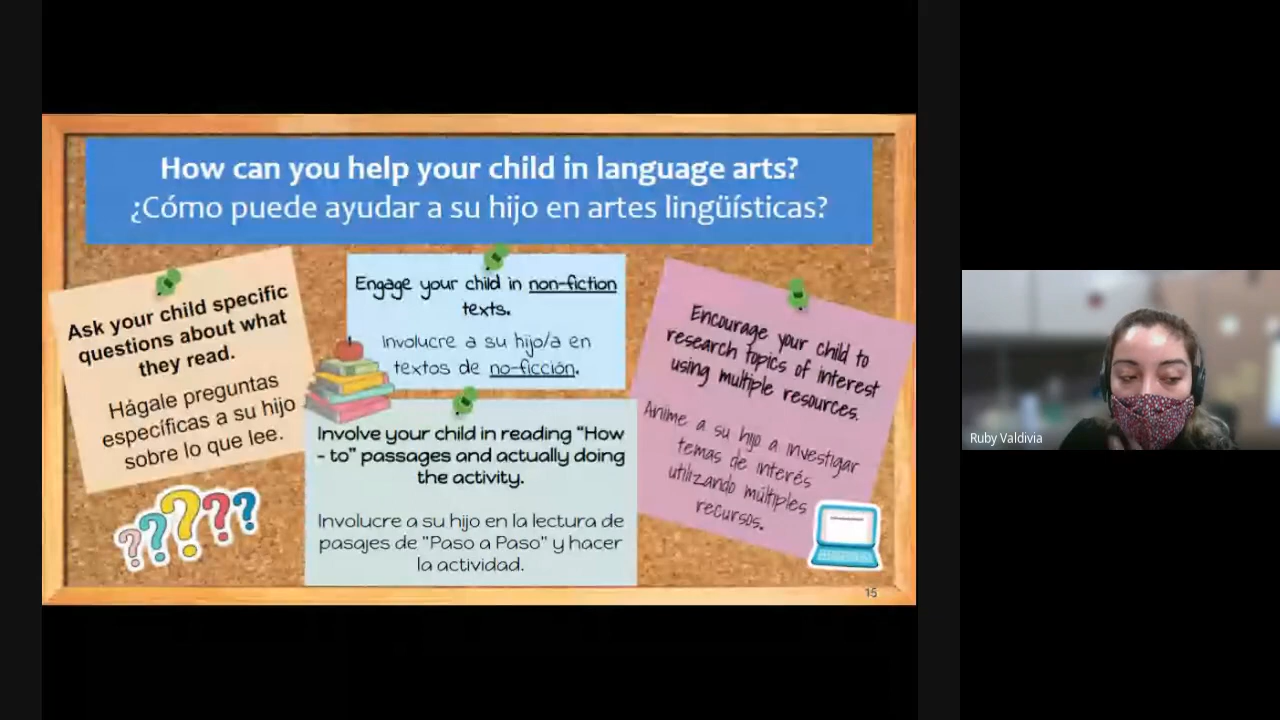 How can you help your child in language arts?
¿Cómo puede ayudar a su hijo en artes lingüísticas?
Ask your child specific
questions about what
they read.
Hágale preguntas
específicas a su hijo
sobre lo que lee.
Engage your child in non-fiction
texts.
Involucre a su hijo/a en
textos de no-ficción.
Involve your child in reading "How
- to" passages and actually doing
the activity.
Involucre a su hijo en la lectura de
pasajes de "Paso a Paso" y hacer
la actividad.
Encourage your child to
research topics of interest
using multiple resources.
Anime a su hijo a investigar
temas de interés
utilizando múltiples
recursos.
15
Ruby Valdivia